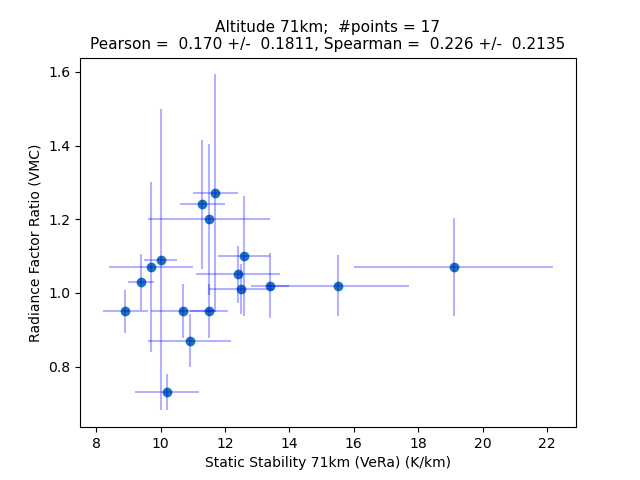 Altitude 71km;  #points = 17
Pearson =  0.170 +/-  0.1811, Spearman =  0.226 +/-  0.2135
1.6
1.4
1.2
1.0
0.8
Radiance Factor Ratio (VMC)
8 10 12 14 16 18 20 22
Static Stability 71km (VeRa) (K/km)